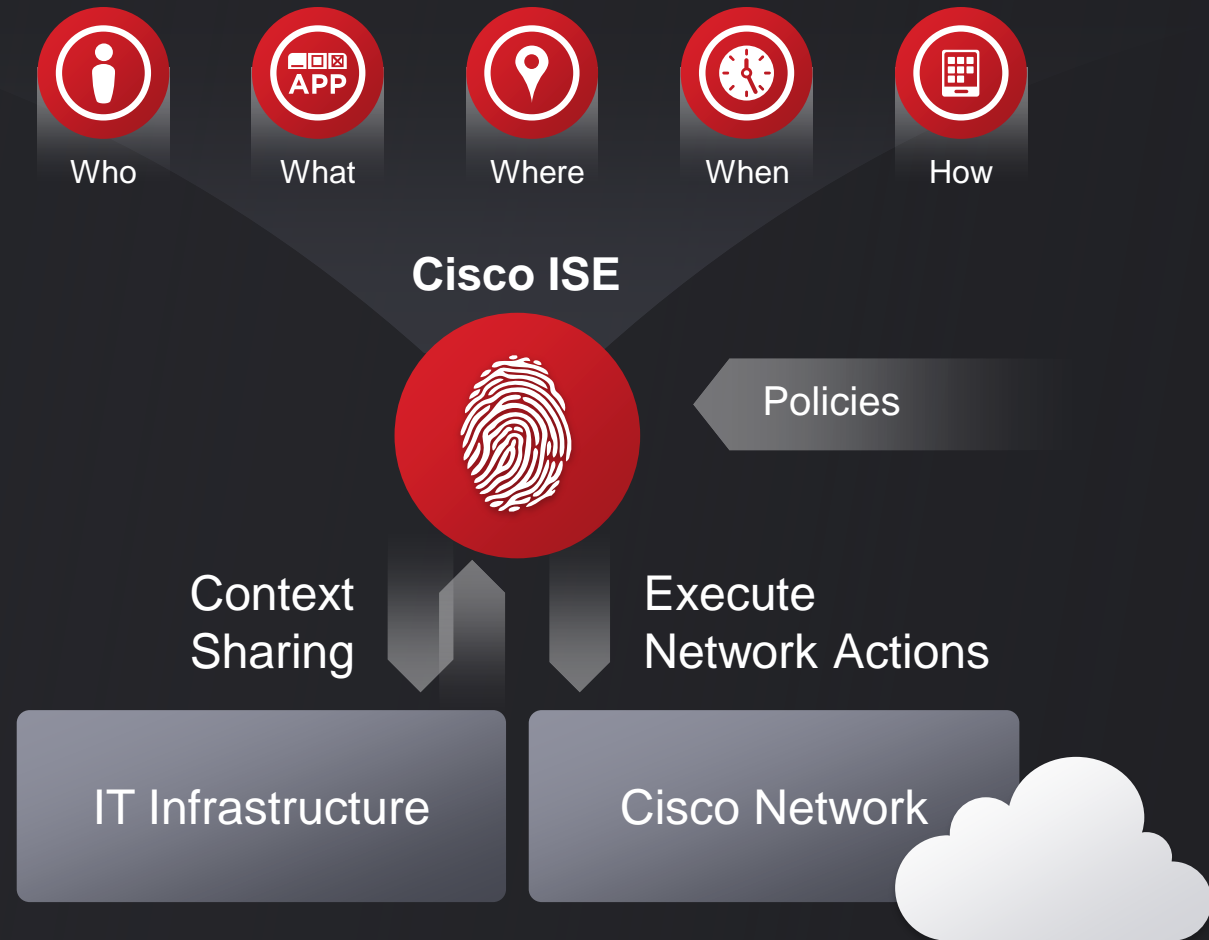 APP
Who
What
Where
When
How
Cisco ISE
Policies
Context
Sharing
Execute
Network Actions
IT Infrastructure
Cisco Network